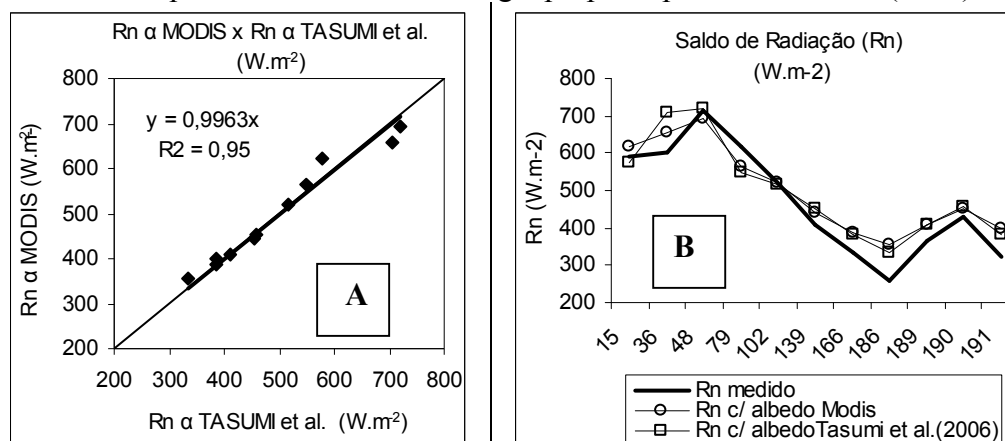 Rn α MODIS x Rn α TASUMI et al.
(W.m-2)
800
700
600
500
400
300
200
y = 0,9963x
R2 = 0,95
A
Rn α MODIS (W.m-2)
200 300 400 500 600 700 800
Rn α TASUMI et al. (W.m-2)
Saldo de Radiação (Rn)
(W.m-2)
800
700
600
500
400
300
200
B
Rn (W.m-2)
15 36 48 79 102 139 166 186 189 190 191
Rn medido
Rn c/ albedo Modis
Rn c/ albedoTasumi et al.(2006)